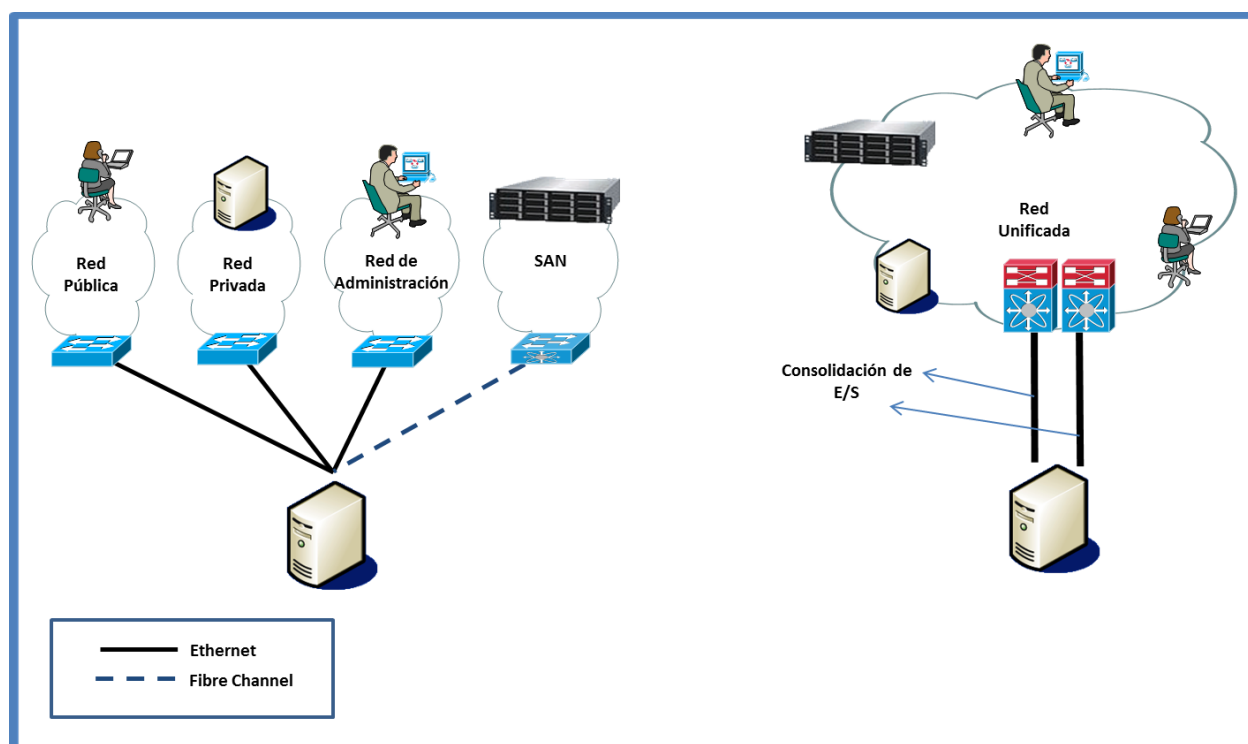 Red
Pública
Red
Privada
Red de
Administración
SAN
Red
Unificada
Consolidación de
E/S
Ethernet
Fibre Channel